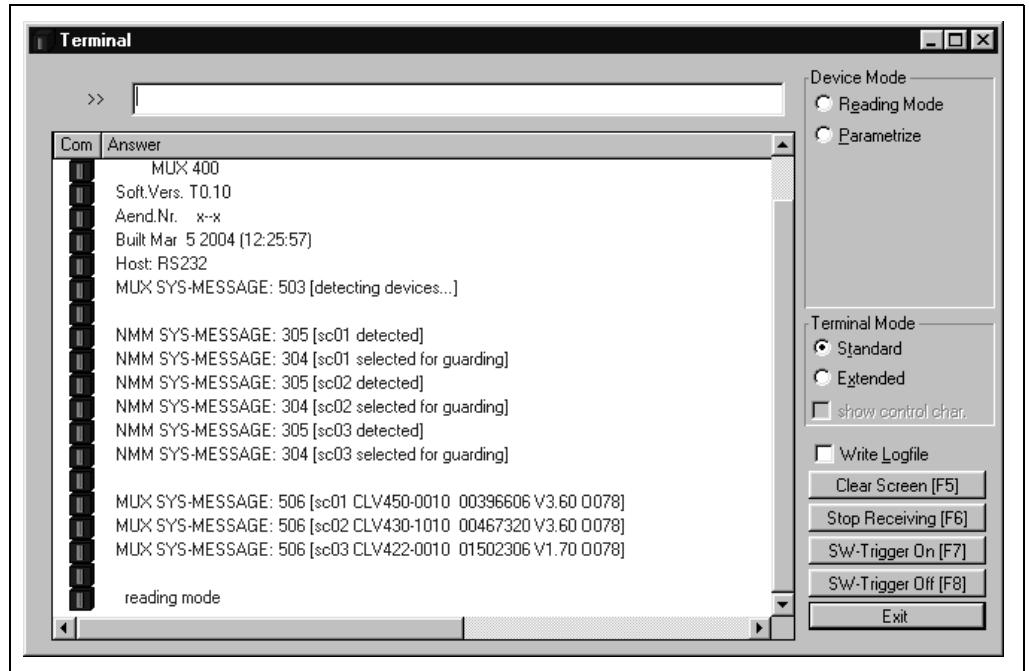 Terminal
>>
Com Answer
MUX 400
Soft.Vers. T0.10
Aend.Nr. x--x
Built Mar 5 2004 (12:25:57)
Host: RS232
MUX SYS-MESSAGE: 503 [detecting devices...]
NMM SYS-MESSAGE: 305 [sc01 detected]
NMM SYS-MESSAGE: 304 [sc01 selected for guarding]
NMM SYS-MESSAGE: 305 [sc02 detected]
NMM SYS-MESSAGE: 304 [sc02 selected for guarding]
NMM SYS-MESSAGE: 305 [sc03 detected]
NMM SYS-MESSAGE: 304 [sc03 selected for guarding]
MUX SYS-MESSAGE: 506 [sc01 CLV450-0010 00396606 V3.60 O078]
MUX SYS-MESSAGE: 506 [sc02 CLV430-1010 00467320 V3.60 O078]
MUX SYS-MESSAGE: 506 [sc03 CLV422-0010 01502306 V1.70 O078]
reading mode
Device Mode
Reading Mode
Parametrize
Terminal Mode
Standard
Extended
show control char.
Write Logfile
Clear Screen [F5]
Stop Receiving [F6]
SW-Trigger On [F7]
SW-Trigger Off [F8]
Exit